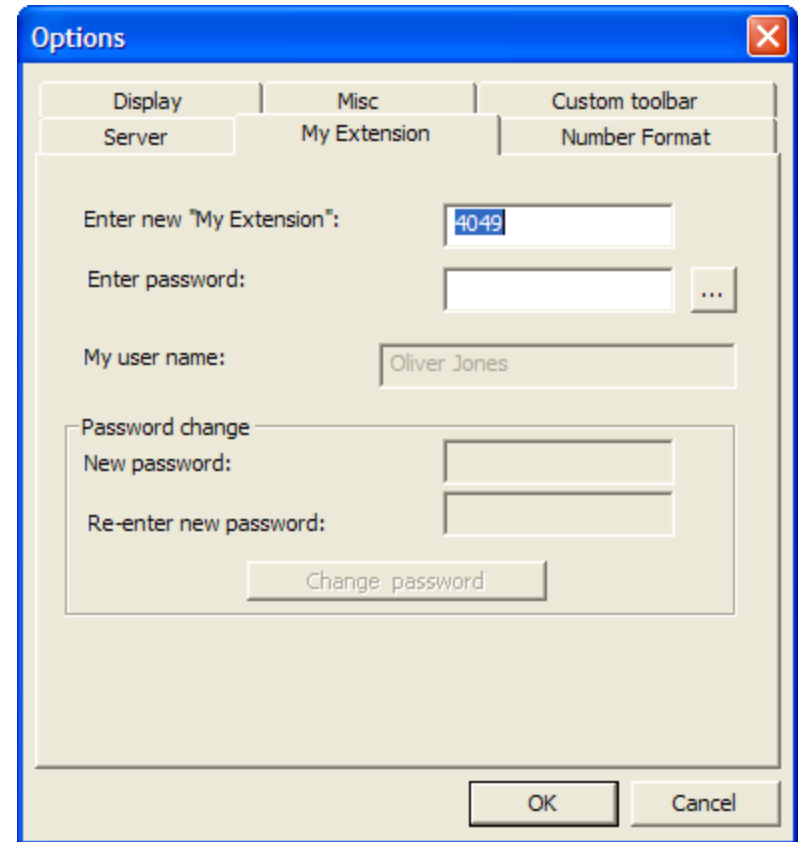 Options
Display Misc Custom toolbar
Server My Extension Number Format
Enter new "My Extension": 4049
Enter password: ...
My user name: Oliver Jones
Password change
New password:
Re-enter new password:
Change password
OK Cancel